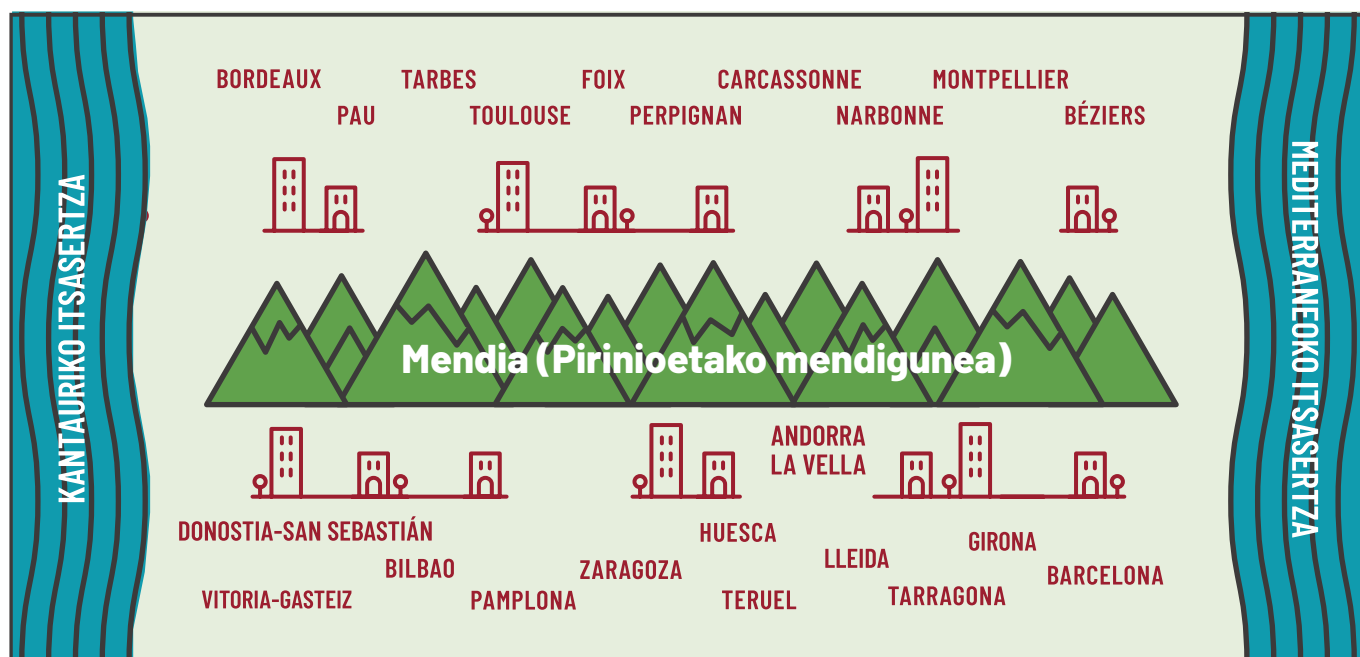 KANTAURIKO ITSASERTZA
BORDEAUX
TARBES
FOIX
CARCASSONNE
MONTPELLIER
PAU
TOULOUSE
PERPIGNAN
NARBONNE
BÉZIERS
Mendia (Pirinioetako mendigunea)
ANDORRA
LA VELLA
DONOSTIA-SAN SEBASTIÁN
HUESCA
GIRONA
BILBAO
ZARAGOZA
LLEIDA
BARCELONA
VITORIA-GASTEIZ
PAMPLONA
TERUEL
TARRAGONA
MEDITERRANEOKO ITSASERTZA